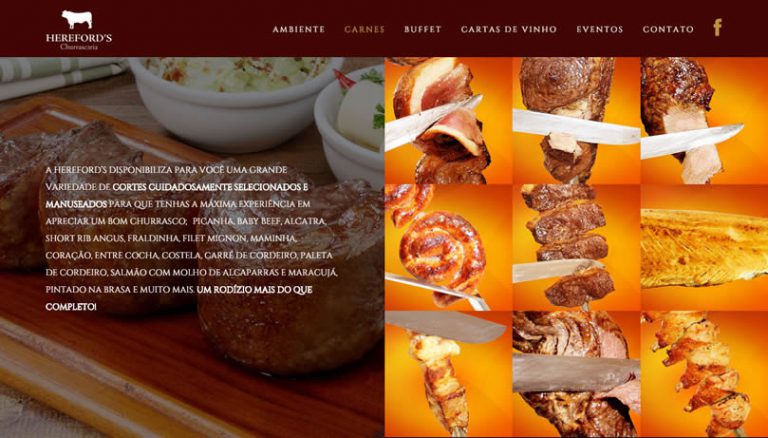 HEREFORD'S
Churrascaria
AMBIENTE CARNES BUFFET CARTAS DE VINHO EVENTOS CONTATO f
A HEREFORD'S DISPONIBILIZA PARA VOCÊ UMA GRANDE
VARIEDADE DE CORTES CUIDADOSAMENTE SELECIONADOS E
MANUSEADOS PARA QUE TENHAS A MÁXIMA EXPERIÊNCIA EM
APRECIAR UM BOM CHURRASCO; PICANHA, BABY BEEF, ALCATRA,
SHORT RIB ANGUS, FRALDINHA, FILET MIGNON, MAMINHA,
CORAÇÃO, ENTRE COCHA, COSTELA, GARRÉ DE CORDEIRO, PALETA
DE CORDEIRO, SALMÃO COM MOLHO DE ALCAPARRAS E MARACUJÁ,
PINTADO NA BRASA E MUITO MAIS. UM RODÍZIO MAIS DO QUE
COMPLETO!